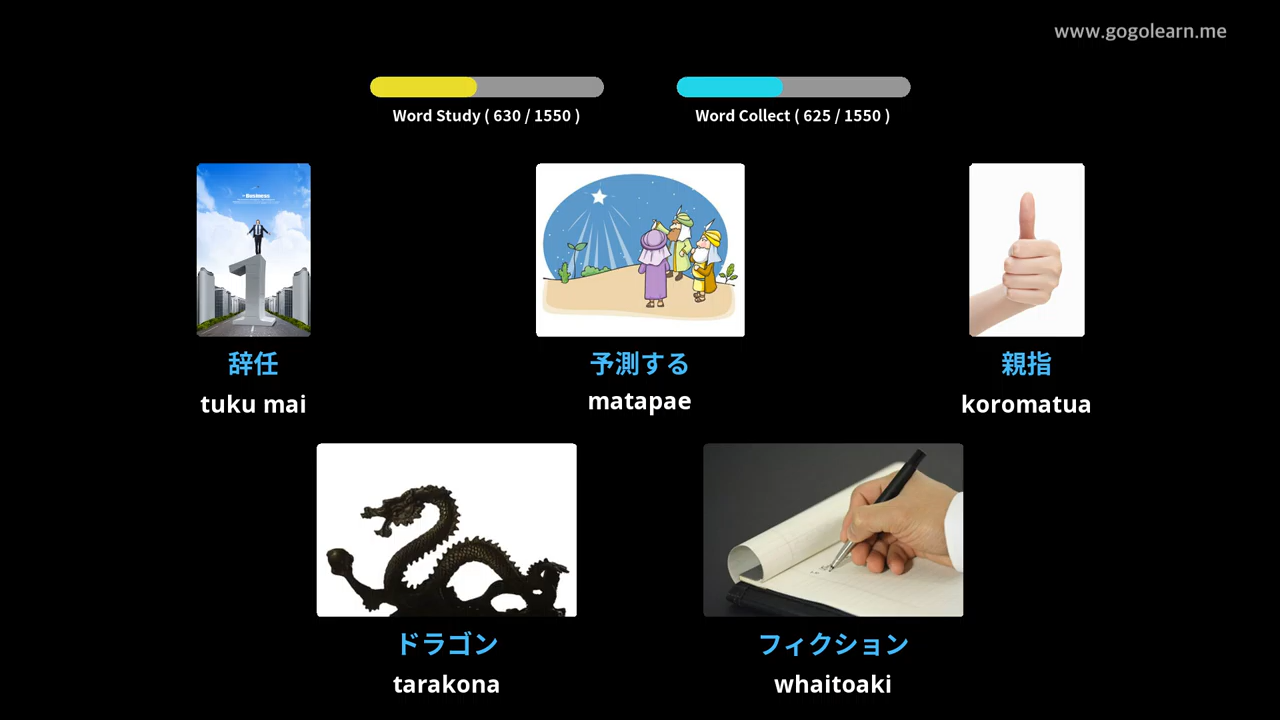 www.gogolearn.me
Word Study ( 630 / 1550 )
Word Collect ( 625 / 1550 )
Business
辞任
予測する
親指
tuku mai
matapae
koromatua
ドラゴン
フィクション
tarakona
whaitoaki